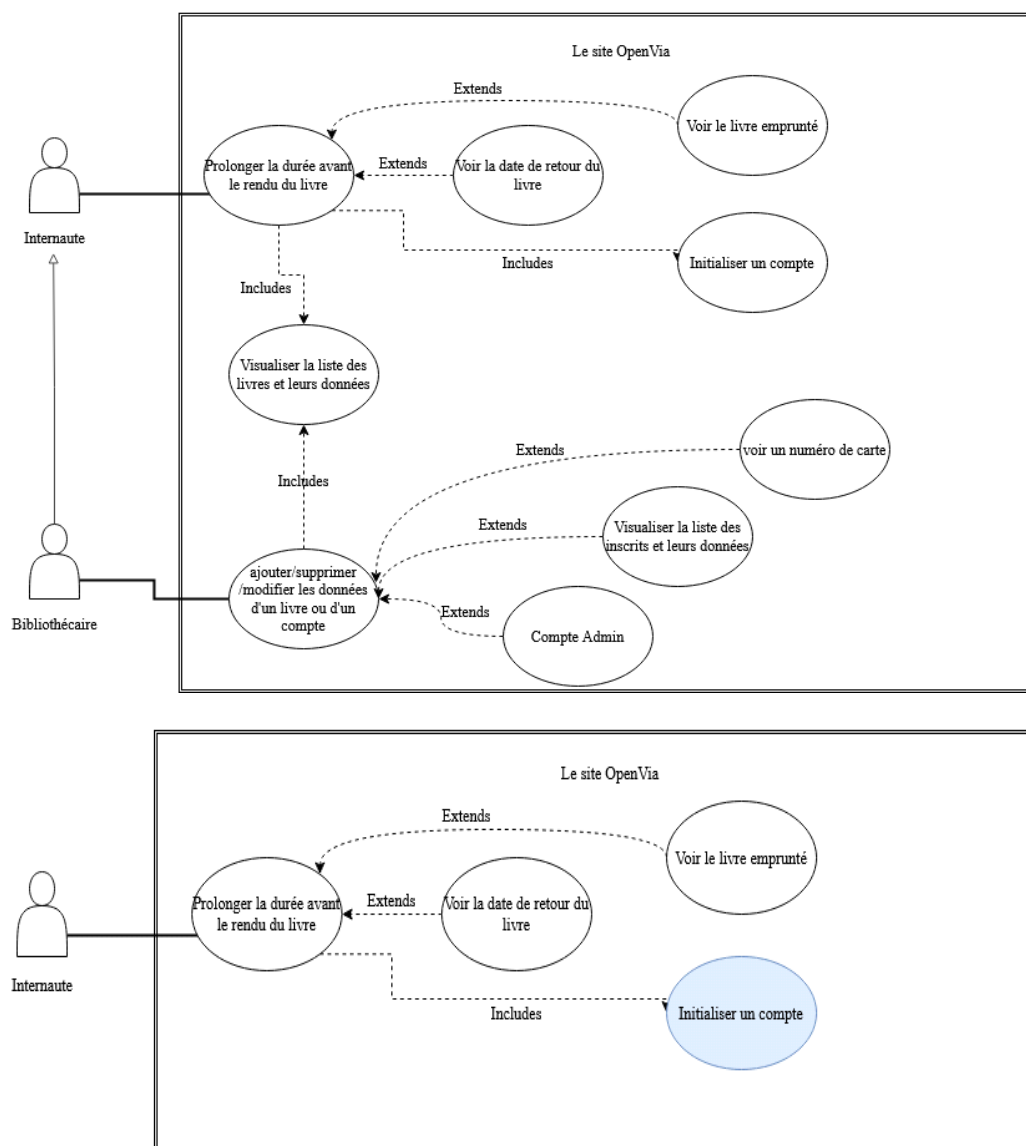 Le site OpenVia
Extends
Voir le livre emprunté
Prolonger la durée avant
le rendu du livre
Extends
Voir la date de retour du
livre
Internaute
Includes
Initialiser un compte
Includes
Visualiser la liste des
livres et leurs données
Extends
voir un numéro de carte
Includes
Extends
Visualiser la liste des
inscrits et leurs données
ajouter/supprimer
/modifier les données
d'un livre ou d'un
compte
Extends
Compte Admin
Bibliothécaire
Le site OpenVia
Extends
Voir le livre emprunté
Prolonger la durée avant
le rendu du livre
Extends
Voir la date de retour du
livre
Internaute
Includes
Initialiser un compte